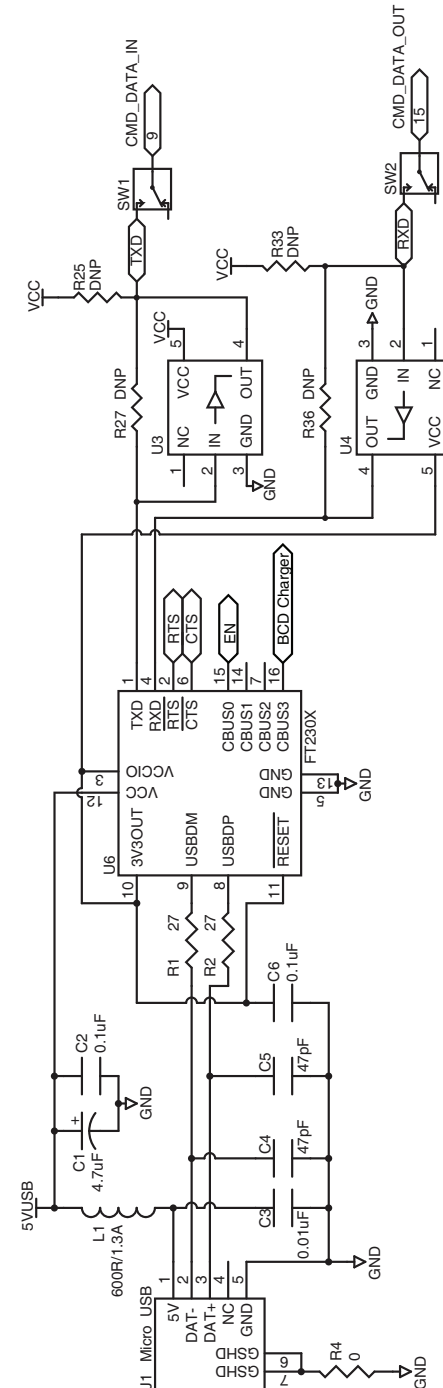 U1 Micro USB
5V
1
DAT-
2
DAT+
3
NC
4
GND
5
GSHD
GSHD
7
6
R4
0
GND
5VUSB
L1
600R/1.3A
C1
+
4.7uF
C2
0.1uF
GND
C3
0.01uF
C4
47pF
C5
47pF
C6
0.1uF
GND
R1
27
R2
27
U6
FT230X
10
3V3OUT
9
USBDM
8
USBDP
11
RESET
12
VCC
3
VCCIO
TXD
1
RXD
4
RTS
2
CTS
6
CBUS0
15
CBUS1
14
CBUS2
7
CBUS3
16
GND
GND
5
13
GND
RTS
CTS
EN
BCD Charger
R27 DNP
U3
1
NC
2
IN
3
GND
VCC
5
OUT
4
VCC
GND
VCC
R25
DNP
TXD
SW1
9
CMD_DATA_IN
R36 DNP
U4
4
OUT
5
VCC
GND
3
IN
2
NC
1
GND
VCC
R33
DNP
RXD
SW2
15
CMD_DATA_OUT